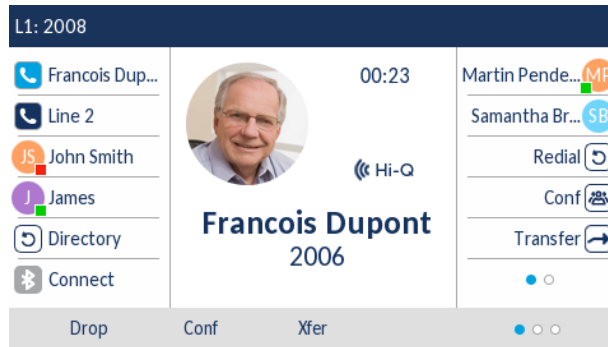 L1: 2008
Francois Dup...
Line 2
JS John Smith
J James
Directory
Connect
00:23
Hi-Q
Francois Dupont
2006
Martin Pende... MP
Samantha Br... SB
Redial
Conf
Transfer
Drop Conf Xfer